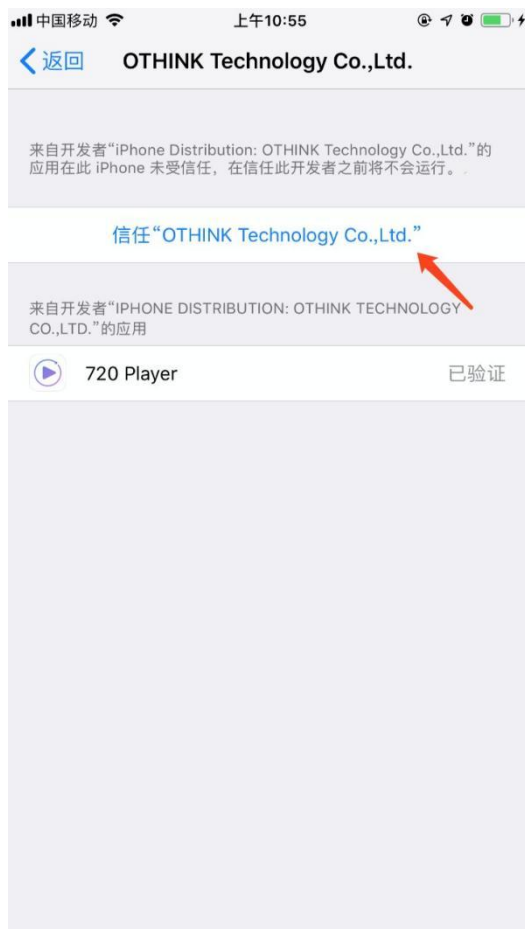 中国移动 上午10:55
返回 OTHINK Technology Co.,Ltd.
来自开发者“iPhone Distribution: OTHINK Technology Co.,Ltd.”的
应用在此 iPhone 未受信任，在信任此开发者之前将不会运行。
信任“OTHINK Technology Co.,Ltd.”
来自开发者“IPHONE DISTRIBUTION: OTHINK TECHNOLOGY
CO.,LTD.”的应用
720 Player 已验证